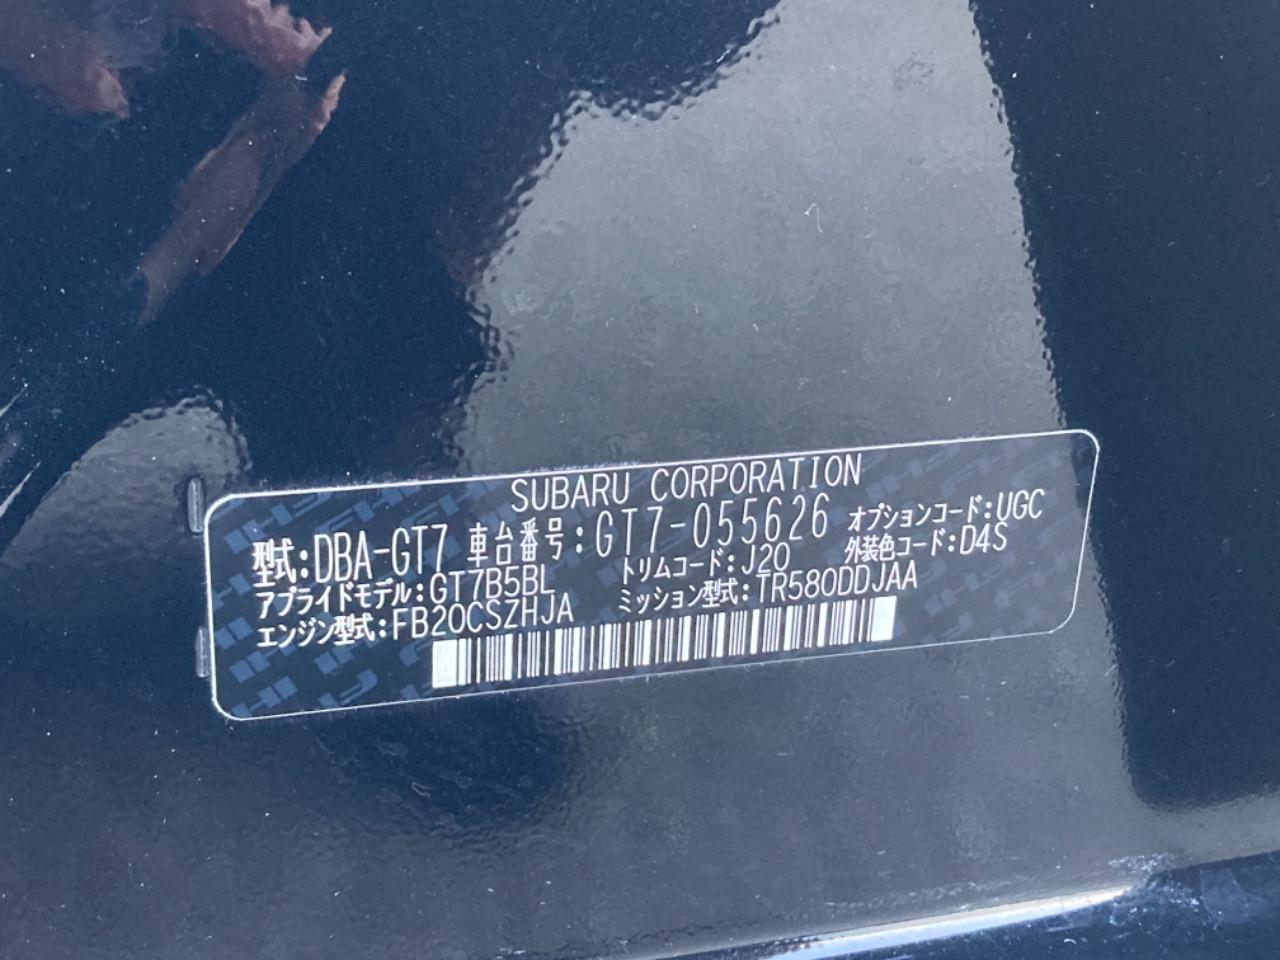 SUBARU CORPORATION
型式:DBA-GT7 車台番号:GT7-055626 オプションコード:UGC
アプライドモデル:GT7B5BL トリムコード:J20 外装色コード:D4S
エンジン型式:FB20CSZHJA ミッション型式:TR580DDJAA